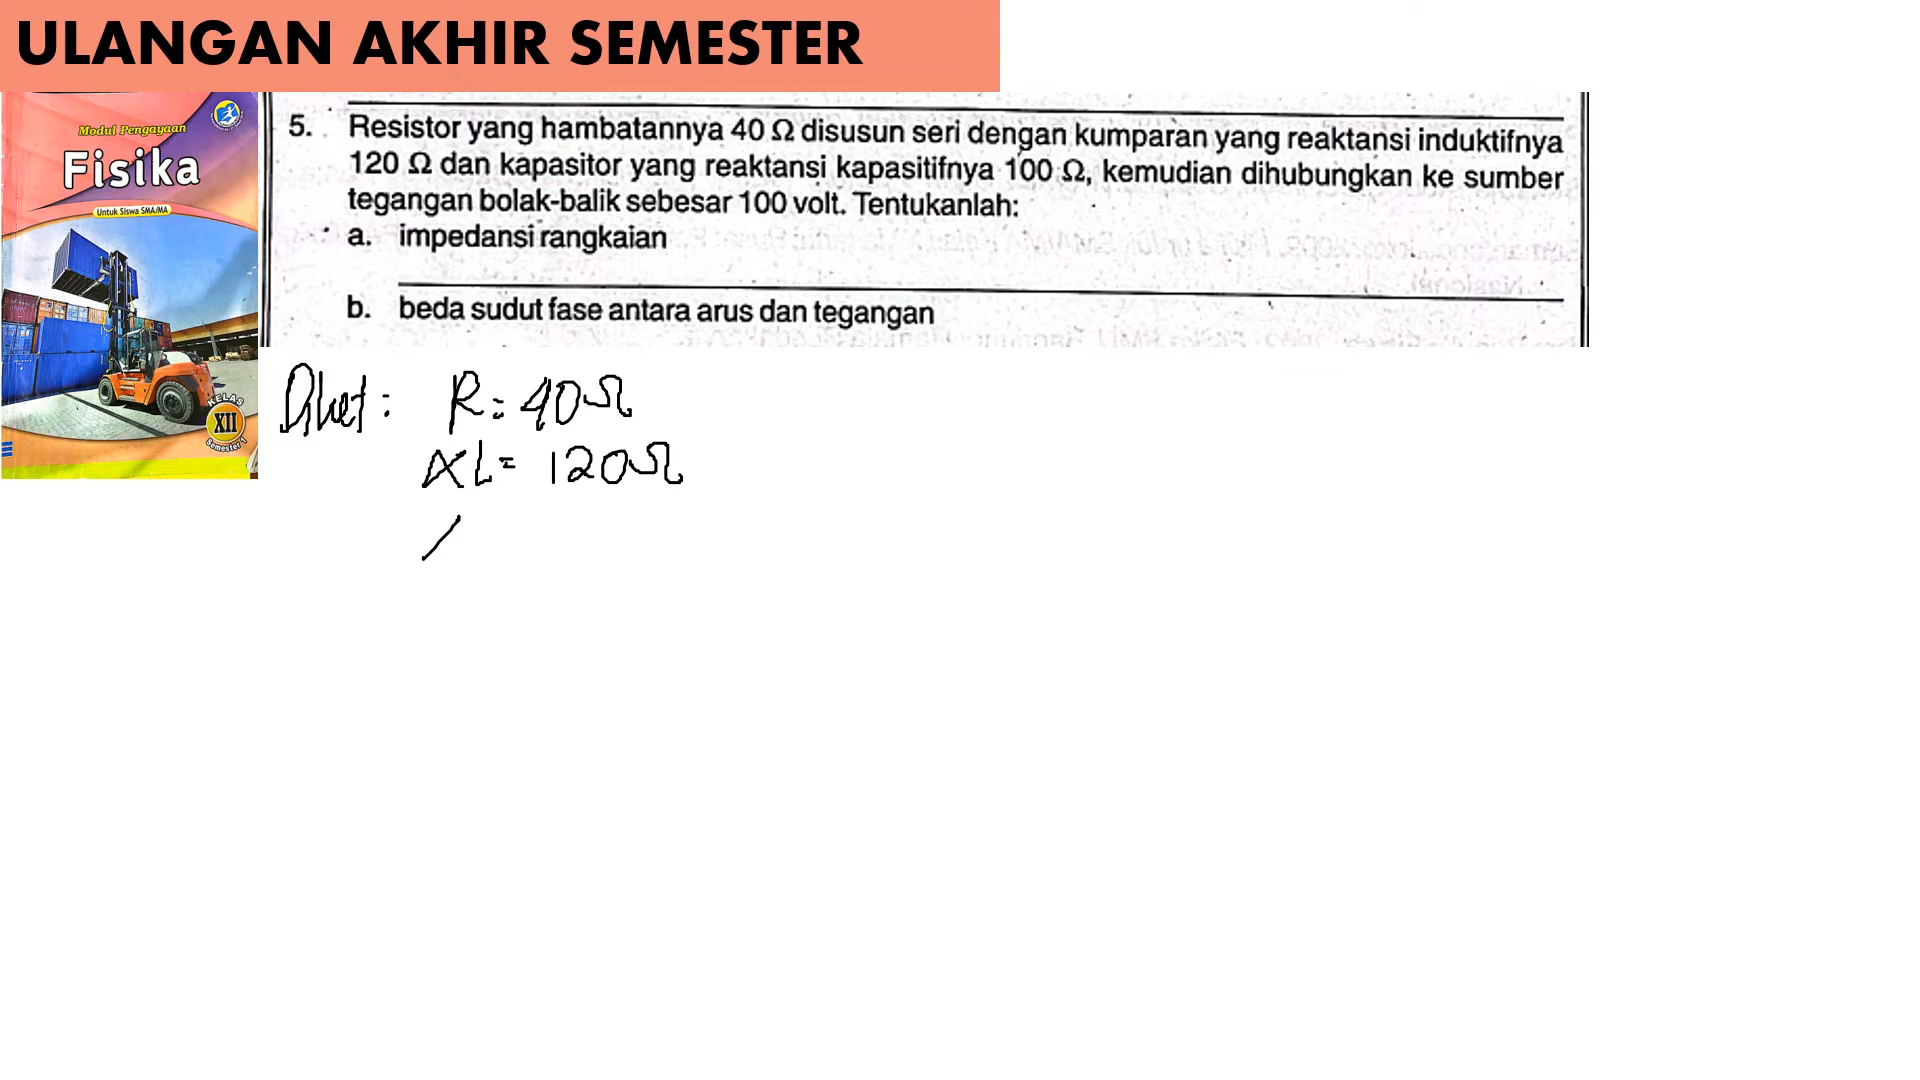 ULANGAN AKHIR SEMESTER
Modul Pengayaan
Fisika
Untuk Siswa SMA/MA
KELAS
XII
Semester 1
5. Resistor yang hambatannya 40 Ω disusun seri dengan kumparan yang reaktansi induktifnya
120 Ω dan kapasitor yang reaktansi kapasitifnya 100 Ω, kemudian dihubungkan ke sumber
tegangan bolak-balik sebesar 100 volt. Tentukanlah:
a. impedansi rangkaian
b. beda sudut fase antara arus dan tegangan
Diket : R = 40Ω
XL = 120Ω